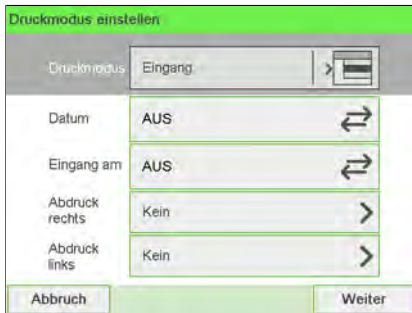 Druckmodus einstellen
Druckmodus Eingang
Datum AUS
Eingang am AUS
Abdruck
rechts Kein
Abdruck
links Kein
Abbruch Weiter